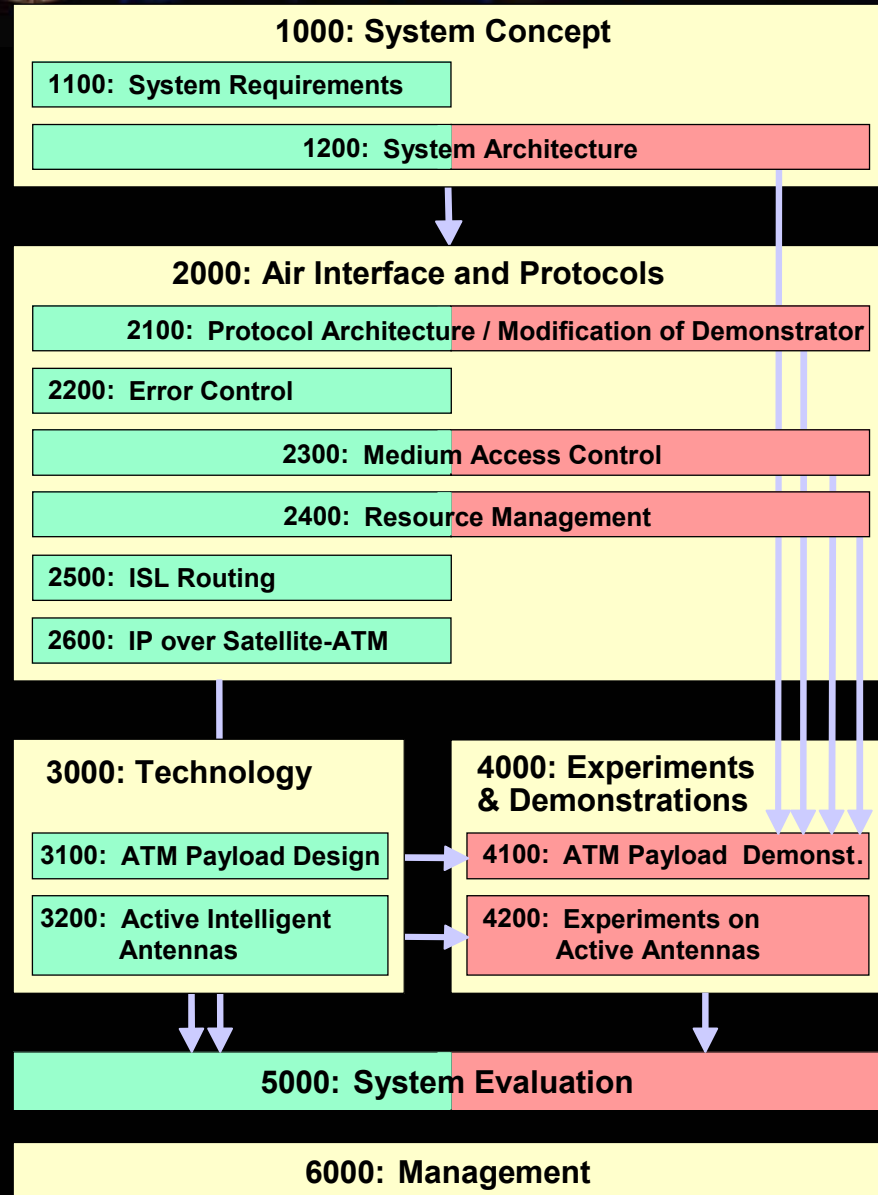 1000: System Concept
1100: System Requirements
1200: System Architecture
2000: Air Interface and Protocols
2100: Protocol Architecture / Modification of Demonstrator
2200: Error Control
2300: Medium Access Control
2400: Resource Management
2500: ISL Routing
2600: IP over Satellite-ATM
3000: Technology
3100: ATM Payload Design
3200: Active Intelligent
Antennas
4000: Experiments
& Demonstrations
4100: ATM Payload Demonst.
4200: Experiments on
Active Antennas
5000: System Evaluation
6000: Management